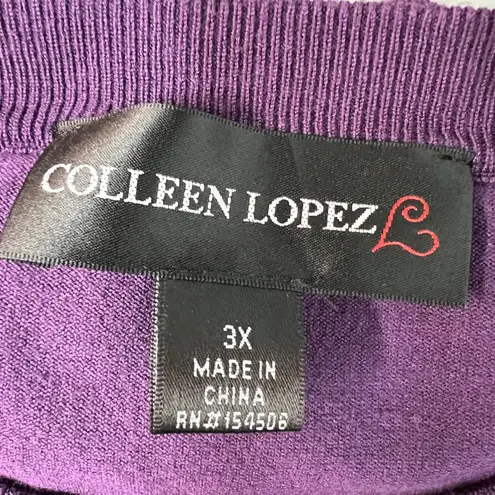 COLLEEN LOPEZ
3X
MADE IN
CHINA
RN#154506